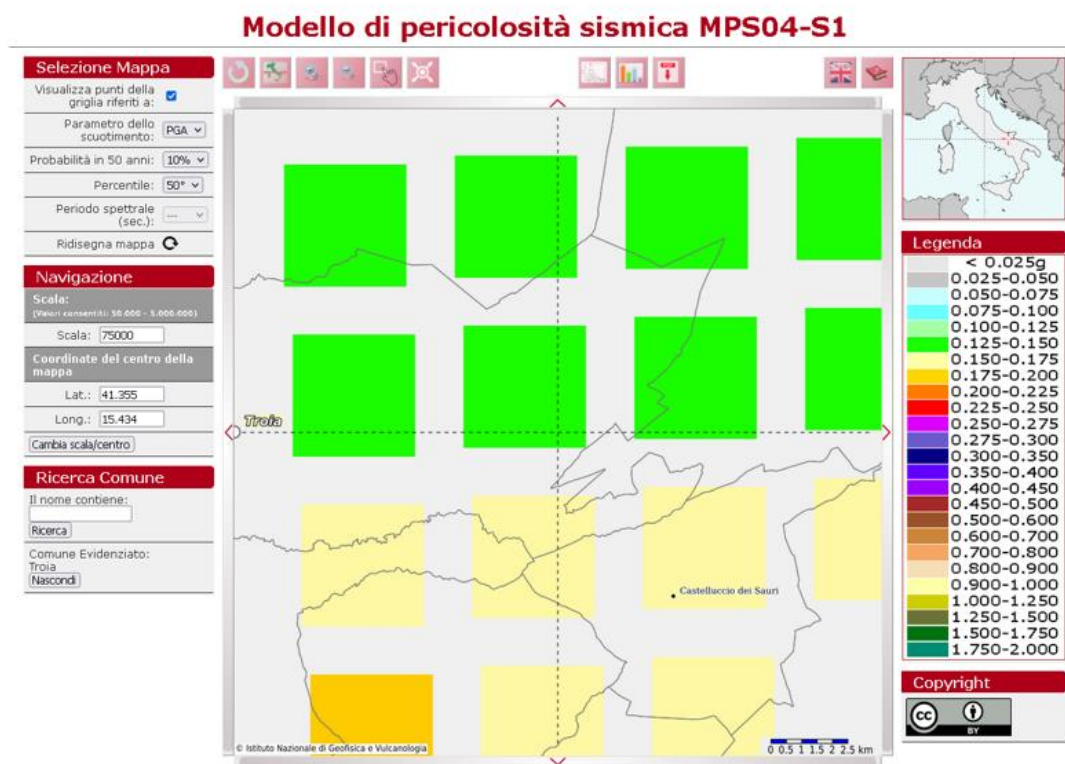 Modello di pericolosità sismica MPS04-S1
Selezione Mappa
Visualizza punti della
griglia riferiti a:
Parametro dello
scuotimento: PGA
Probabilità in 50 anni: 10%
Percentile: 50°
Periodo spettrale
(sec.): ---
Ridisegna mappa
Navigazione
Scala:
(Valori consentiti: 50.000 - 5.000.000)
Scala: 75000
Coordinate del centro della
mappa
Lat.: 41.355
Long.: 15.434
Cambia scala/centro
Ricerca Comune
Il nome contiene:
Ricerca
Comune Evidenziato:
Troia
Nascondi
Troia
Castelluccio dei Sauri
© Istituto Nazionale di Geofisica e Vulcanologia
0 0.5 1 1.5 2 2.5 km
Legenda
< 0.025g
0.025-0.050
0.050-0.075
0.075-0.100
0.100-0.125
0.125-0.150
0.150-0.175
0.175-0.200
0.200-0.225
0.225-0.250
0.250-0.275
0.275-0.300
0.300-0.350
0.350-0.400
0.400-0.450
0.450-0.500
0.500-0.600
0.600-0.700
0.700-0.800
0.800-0.900
0.900-1.000
1.000-1.250
1.250-1.500
1.500-1.750
1.750-2.000
Copyright
cc
BY